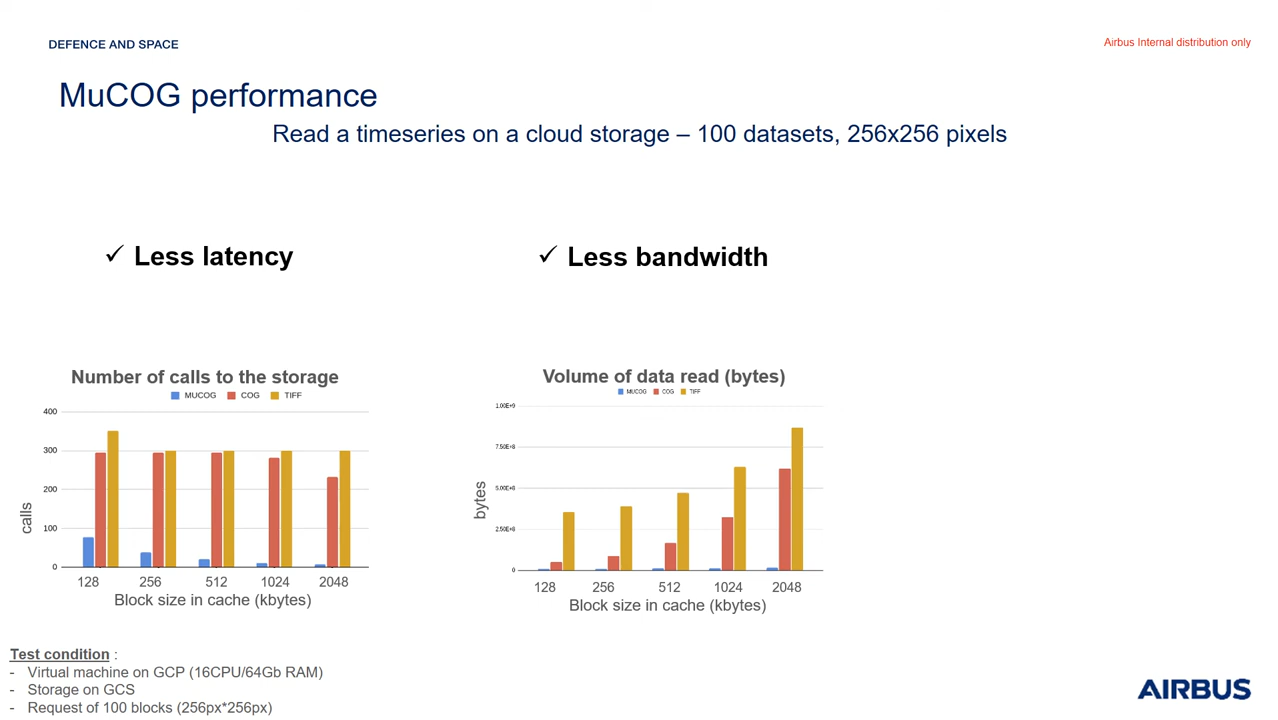 DEFENCE AND SPACE
Airbus Internal distribution only
MuCOG performance
Read a timeseries on a cloud storage – 100 datasets, 256x256 pixels
✓ Less latency
✓ Less bandwidth
Number of calls to the storage
MUCOG COG TIFF
400
300
200
100
0
calls
128 256 512 1024 2048
Block size in cache (kbytes)
Volume of data read (bytes)
MUCOG COG TIFF
1.00E+9
7.50E+8
5.00E+8
2.50E+8
0
bytes
128 256 512 1024 2048
Block size in cache (kbytes)
Test condition :
- Virtual machine on GCP (16CPU/64Gb RAM)
- Storage on GCS
- Request of 100 blocks (256px*256px)
AIRBUS